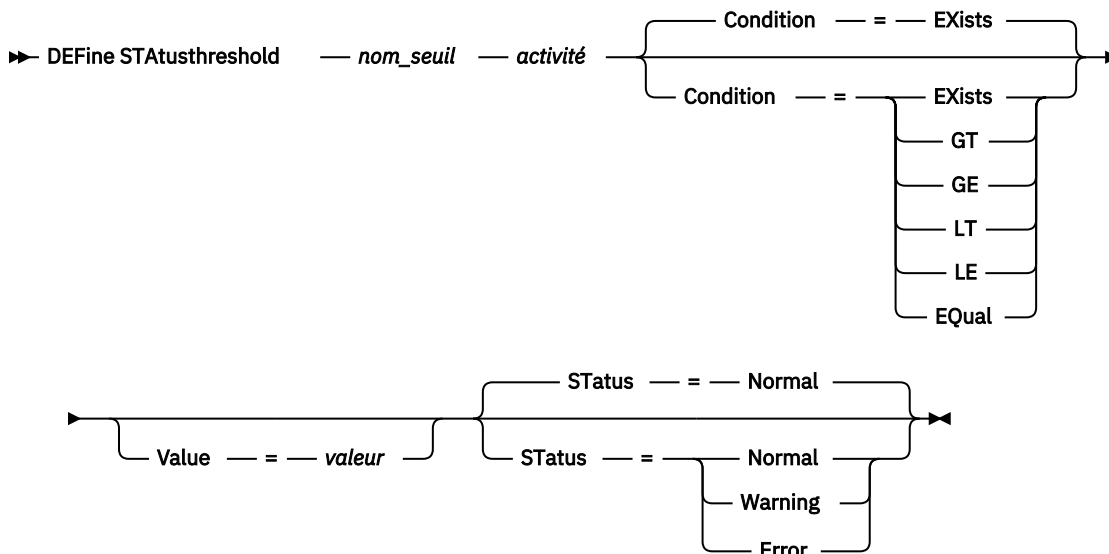 Condition = EXists
DEFine STAtusthreshold nom_seuil activité
Condition = EXists
GT
GE
LT
LE
EQual
STatus = Normal
Value = valeur STatus = Normal
Warning
Error